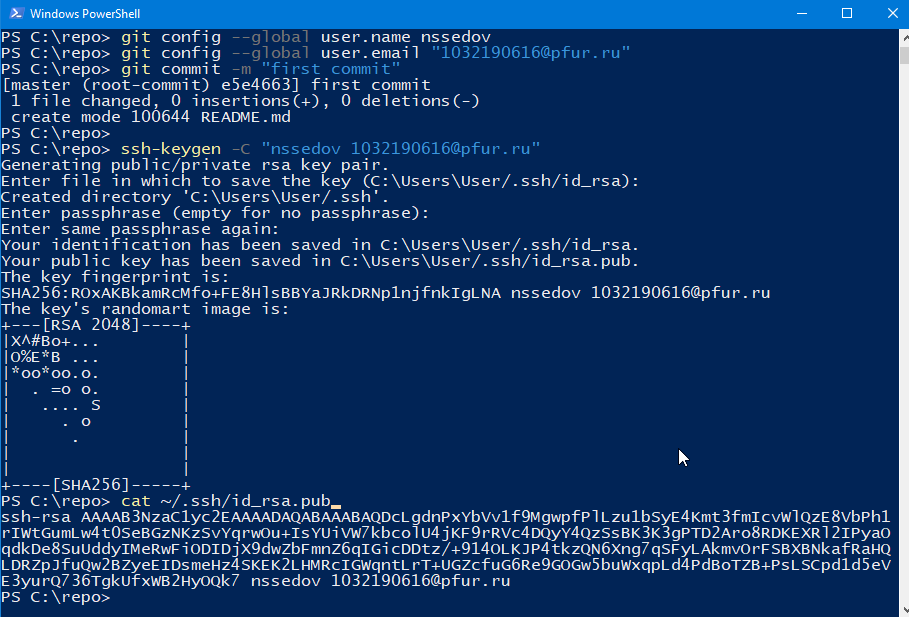 Windows PowerShell
PS C:\repo> git config --global user.name nssedov
PS C:\repo> git config --global user.email "1032190616@pfur.ru"
PS C:\repo> git commit -m "first commit"
[master (root-commit) e5e4663] first commit
 1 file changed, 0 insertions(+), 0 deletions(-)
 create mode 100644 README.md
PS C:\repo>
PS C:\repo> ssh-keygen -C "nssedov 1032190616@pfur.ru"
Generating public/private rsa key pair.
Enter file in which to save the key (C:\Users\User/.ssh/id_rsa):
Created directory 'C:\Users\User/.ssh'.
Enter passphrase (empty for no passphrase):
Enter same passphrase again:
Your identification has been saved in C:\Users\User/.ssh/id_rsa.
Your public key has been saved in C:\Users\User/.ssh/id_rsa.pub.
The key fingerprint is:
SHA256:ROxAKBkamRcMfo+FE8HlsBBYaJRkDRNp1njfnkIgLNA nssedov 1032190616@pfur.ru
The key's randomart image is:
+---[RSA 2048]----+
|X^#Bo+...        |
|O%E*B ...        |
|*oo*oo.o.        |
|  . =o o.        |
|   .... S        |
|     . o         |
|      .          |
|                 |
|                 |
+----[SHA256]-----+
PS C:\repo> cat ~/.ssh/id_rsa.pub
ssh-rsa AAAAB3NzaC1yc2EAAAADAQABAAABAQDcLgdnPxYbVv1f9MgwpfPlLzu1bSyE4Kmt3fmIcvWlQzE8VbPh1
rIWtGumLw4tOSeBGzNKzSvYqrwOu+IsYUiVW7kbcolU4jKF9rRVc4DQyY4QzSsBK3K3gPTD2Aro8RDKEXRl2IPyaO
qdkDe8SuUddyIMeRwFiODIDjX9dwZbFmnZ6qIGicDDtz/+914OLKJP4tkzQN6Xng7qSFyLAkmvOrFSBXBNkafRaHQ
LDRZpJfuQw2BZyeEIDsmeHz4SKEK2LHMRcIGWqntLrT+UGZcfuG6Re9GOGw5buWxqpLd4PdBoTZB+PsLSCpd1d5eV
E3yurQ736TgkUfxWB2HyOQk7 nssedov 1032190616@pfur.ru
PS C:\repo>